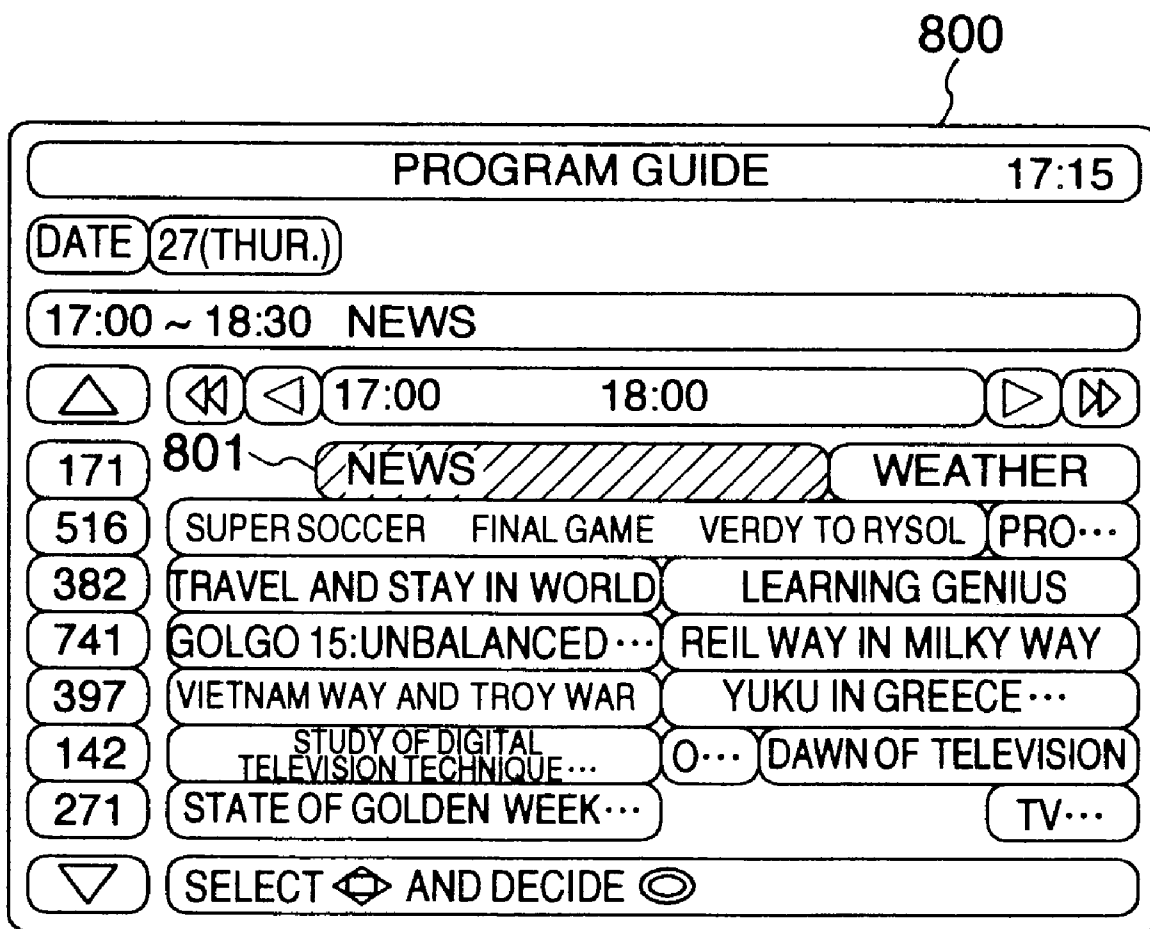 800
PROGRAM GUIDE 17:15
DATE 27(THUR.)
17:00 ~ 18:30 NEWS
17:00 18:00
171 801 NEWS WEATHER
516 SUPER SOCCER FINAL GAME VERDY TO RYSOL PRO···
382 TRAVEL AND STAY IN WORLD LEARNING GENIUS
741 GOLGO 15:UNBALANCED ··· REIL WAY IN MILKY WAY
397 VIETNAM WAY AND TROY WAR YUKU IN GREECE ···
142 STUDY OF DIGITAL
TELEVISION TECHNIQUE ··· O··· DAWN OF TELEVISION
271 STATE OF GOLDEN WEEK··· TV···
SELECT AND DECIDE